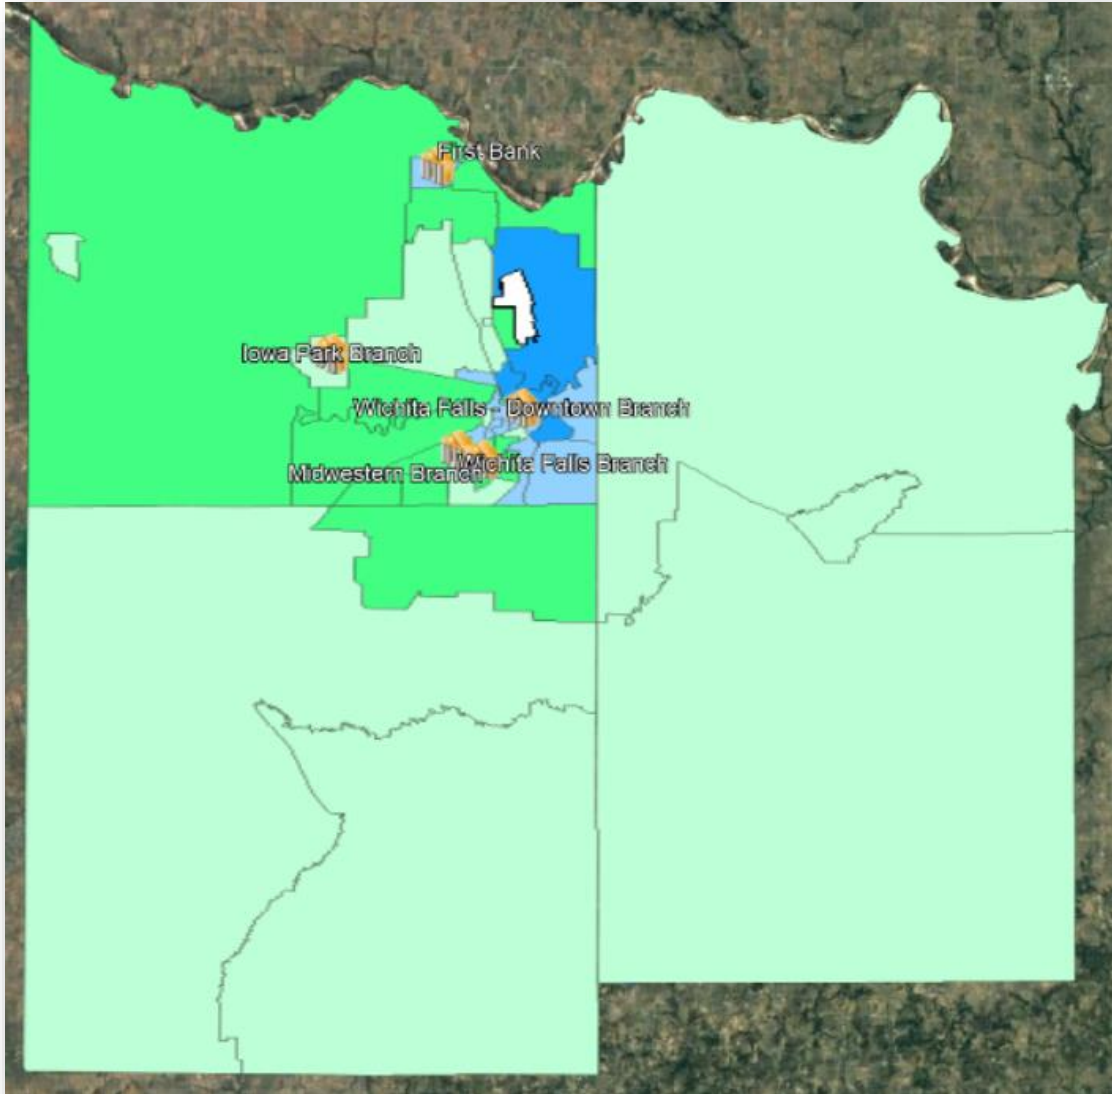 First Bank
Iowa Park Branch
Wichita Falls - Downtown Branch
Wichita Falls Branch
Midwestern Branch